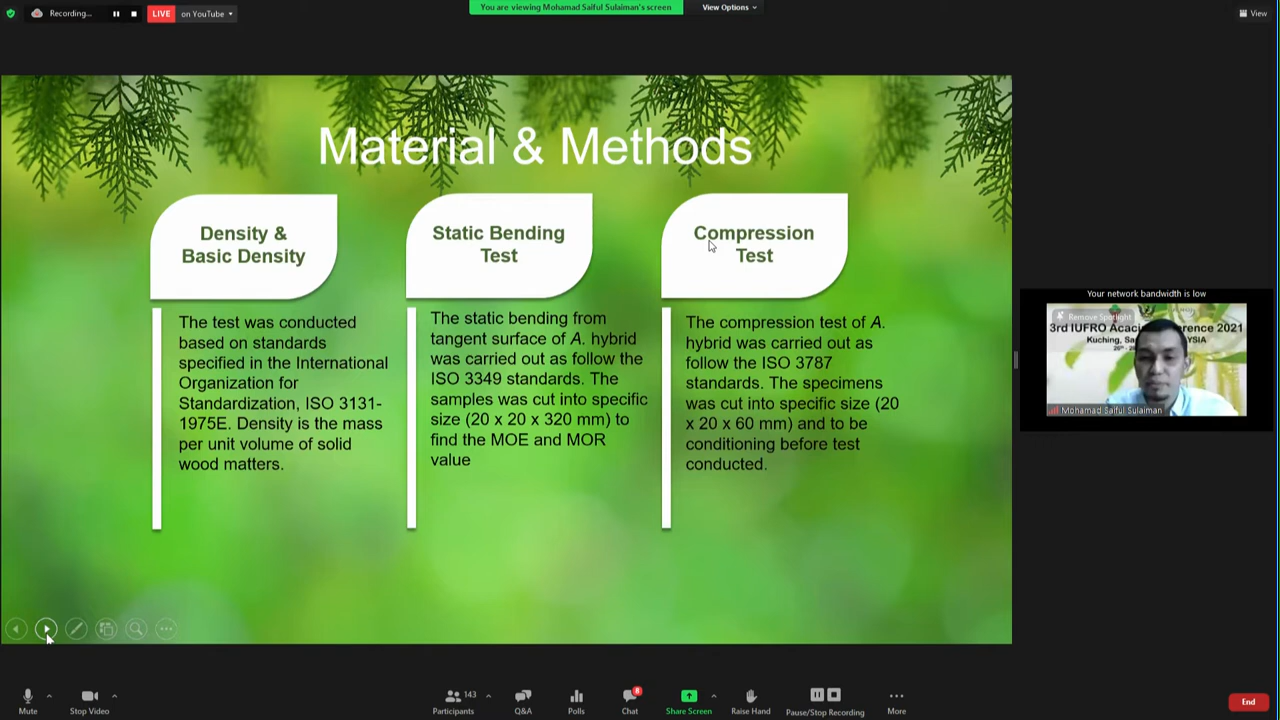 Recording...
LIVE
on YouTube
You are viewing Mohamad Saiful Sulaiman's screen
View Options
View
Material & Methods
Density &
Basic Density
The test was conducted
based on standards
specified in the International
Organization for
Standardization, ISO 3131-
1975E. Density is the mass
per unit volume of solid
wood matters.
Static Bending
Test
The static bending from
tangent surface of A. hybrid
was carried out as follow the
ISO 3349 standards. The
samples was cut into specific
size (20 x 20 x 320 mm) to
find the MOE and MOR
value
Compression
Test
The compression test of A.
hybrid was carried out as
follow the ISO 3787
standards. The specimens
was cut into specific size (20
x 20 x 60 mm) and to be
conditioning before test
conducted.
Your network bandwidth is low
Remove Spotlight
3rd IUFRO Acacia Conference 2021
Kuching,
Mohamad Saiful Sulaiman
Mute
Stop Video
143
Participants
Q&A
Polls
8
Chat
Share Screen
Raise Hand
Pause/Stop Recording
More
End